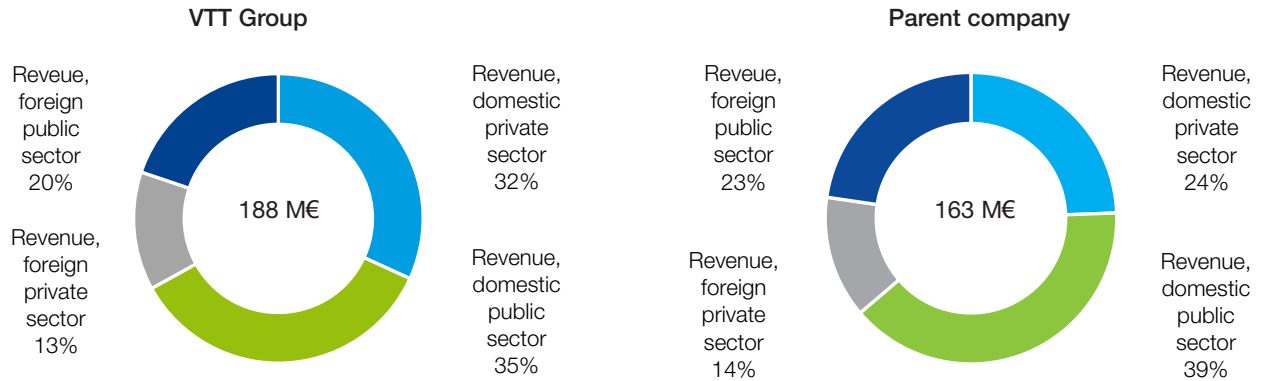 VTT Group
Reveue,
foreign
public
sector
20%
Revenue,
domestic
private
sector
32%
188 M€
Revenue,
foreign
private
sector
13%
Revenue,
domestic
public
sector
35%
Parent company
Reveue,
foreign
public
sector
23%
Revenue,
domestic
private
sector
24%
163 M€
Revenue,
foreign
private
sector
14%
Revenue,
domestic
public
sector
39%